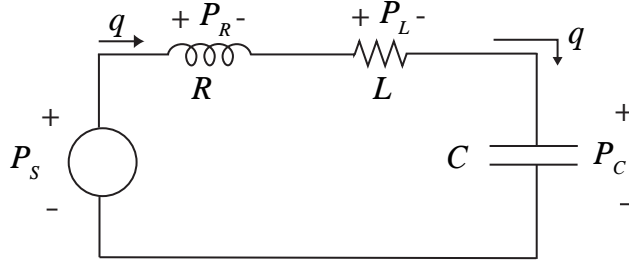 q + P_R - + P_L - q
R L
+ P_S - C + P_C -